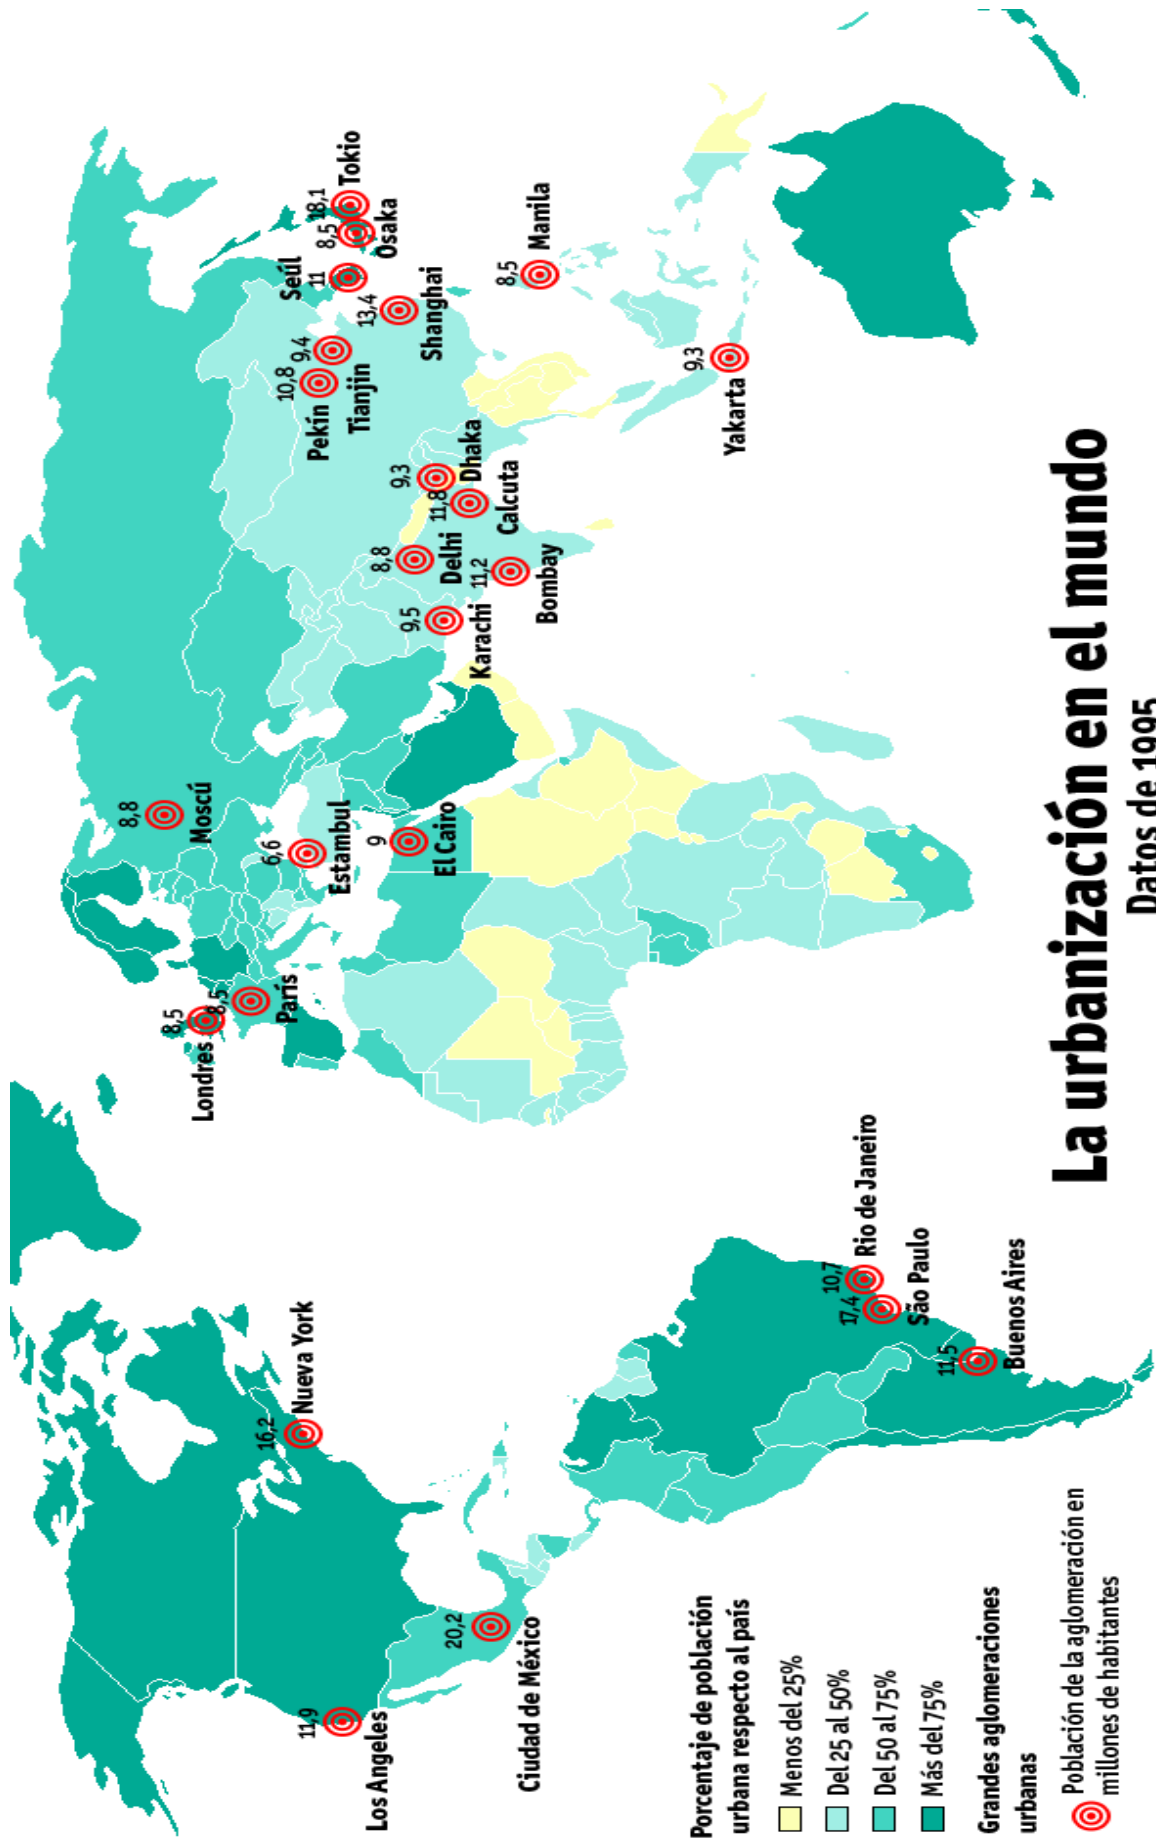 La urbanización en el mundo
Datos de 1995
Porcentaje de población
urbana respecto al país
Menos del 25%
Del 25 al 50%
Del 50 al 75%
Más del 75%
Grandes aglomeraciones
urbanas
Población de la aglomeración en
millones de habitantes
11,9
Los Angeles
20,2
Ciudad de México
16,2
Nueva York
11,5
Buenos Aires
17,4
São Paulo
10,7
Rio de Janeiro
8,5
Londres
8,5
París
8,8
Moscú
6,6
Estambul
9
El Cairo
9,5
Karachi
8,8
Delhi
11,2
Bombay
11,8
Calcuta
9,3
Dhaka
10,8
Pekín
9,4
Tianjin
13,4
Shanghai
Seúl
11
8,5
Osaka
18,1
Tokio
8,5
Manila
9,3
Yakarta